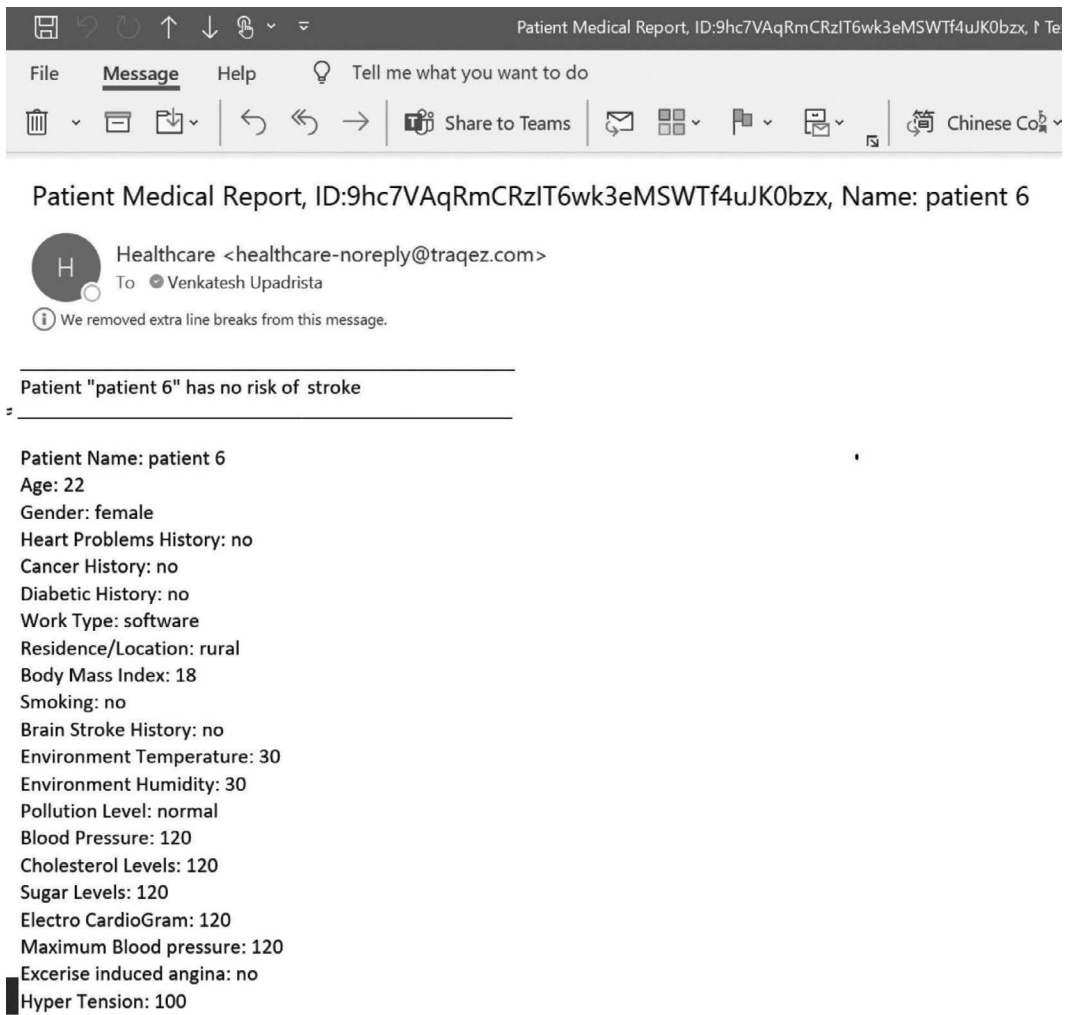 Patient Medical Report, ID:9hc7VAqRmCRzIT6wk3eMSWTf4uJK0bzx, Te
File Message Help Tell me what you want to do
Share to Teams Chinese Co
Patient Medical Report, ID:9hc7VAqRmCRzIT6wk3eMSWTf4uJK0bzx, Name: patient 6
H
Healthcare <healthcare-noreply@traqez.com>
To Venkatesh Upadrista
We removed extra line breaks from this message.
Patient "patient 6" has no risk of stroke
Patient Name: patient 6
Age: 22
Gender: female
Heart Problems History: no
Cancer History: no
Diabetic History: no
Work Type: software
Residence/Location: rural
Body Mass Index: 18
Smoking: no
Brain Stroke History: no
Environment Temperature: 30
Environment Humidity: 30
Pollution Level: normal
Blood Pressure: 120
Cholesterol Levels: 120
Sugar Levels: 120
Electro CardioGram: 120
Maximum Blood pressure: 120
Excerise induced angina: no
Hyper Tension: 100